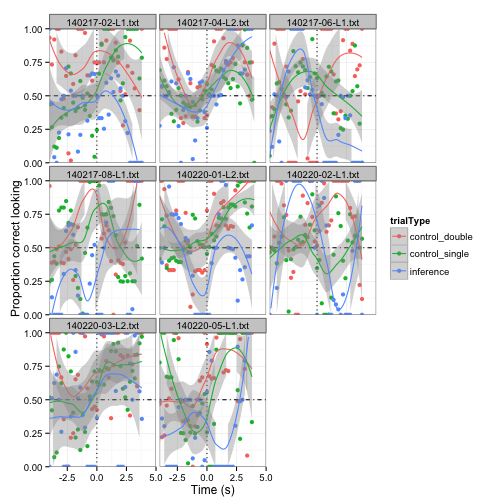 140217-02-L1.txt 140217-04-L2.txt 140217-06-L1.txt
1.00
0.75
0.50
0.25
0.00
140217-08-L1.txt 140220-01-L2.txt 140220-02-L1.txt
1.00
0.75
0.50
0.25
0.00
140220-03-L2.txt 140220-05-L1.txt
1.00
0.75
0.50
0.25
0.00
-2.5 0.0 2.5 5.0 -2.5 0.0 2.5 5.0
Time (s)
Proportion correct looking
trialType
control_double
control_single
inference